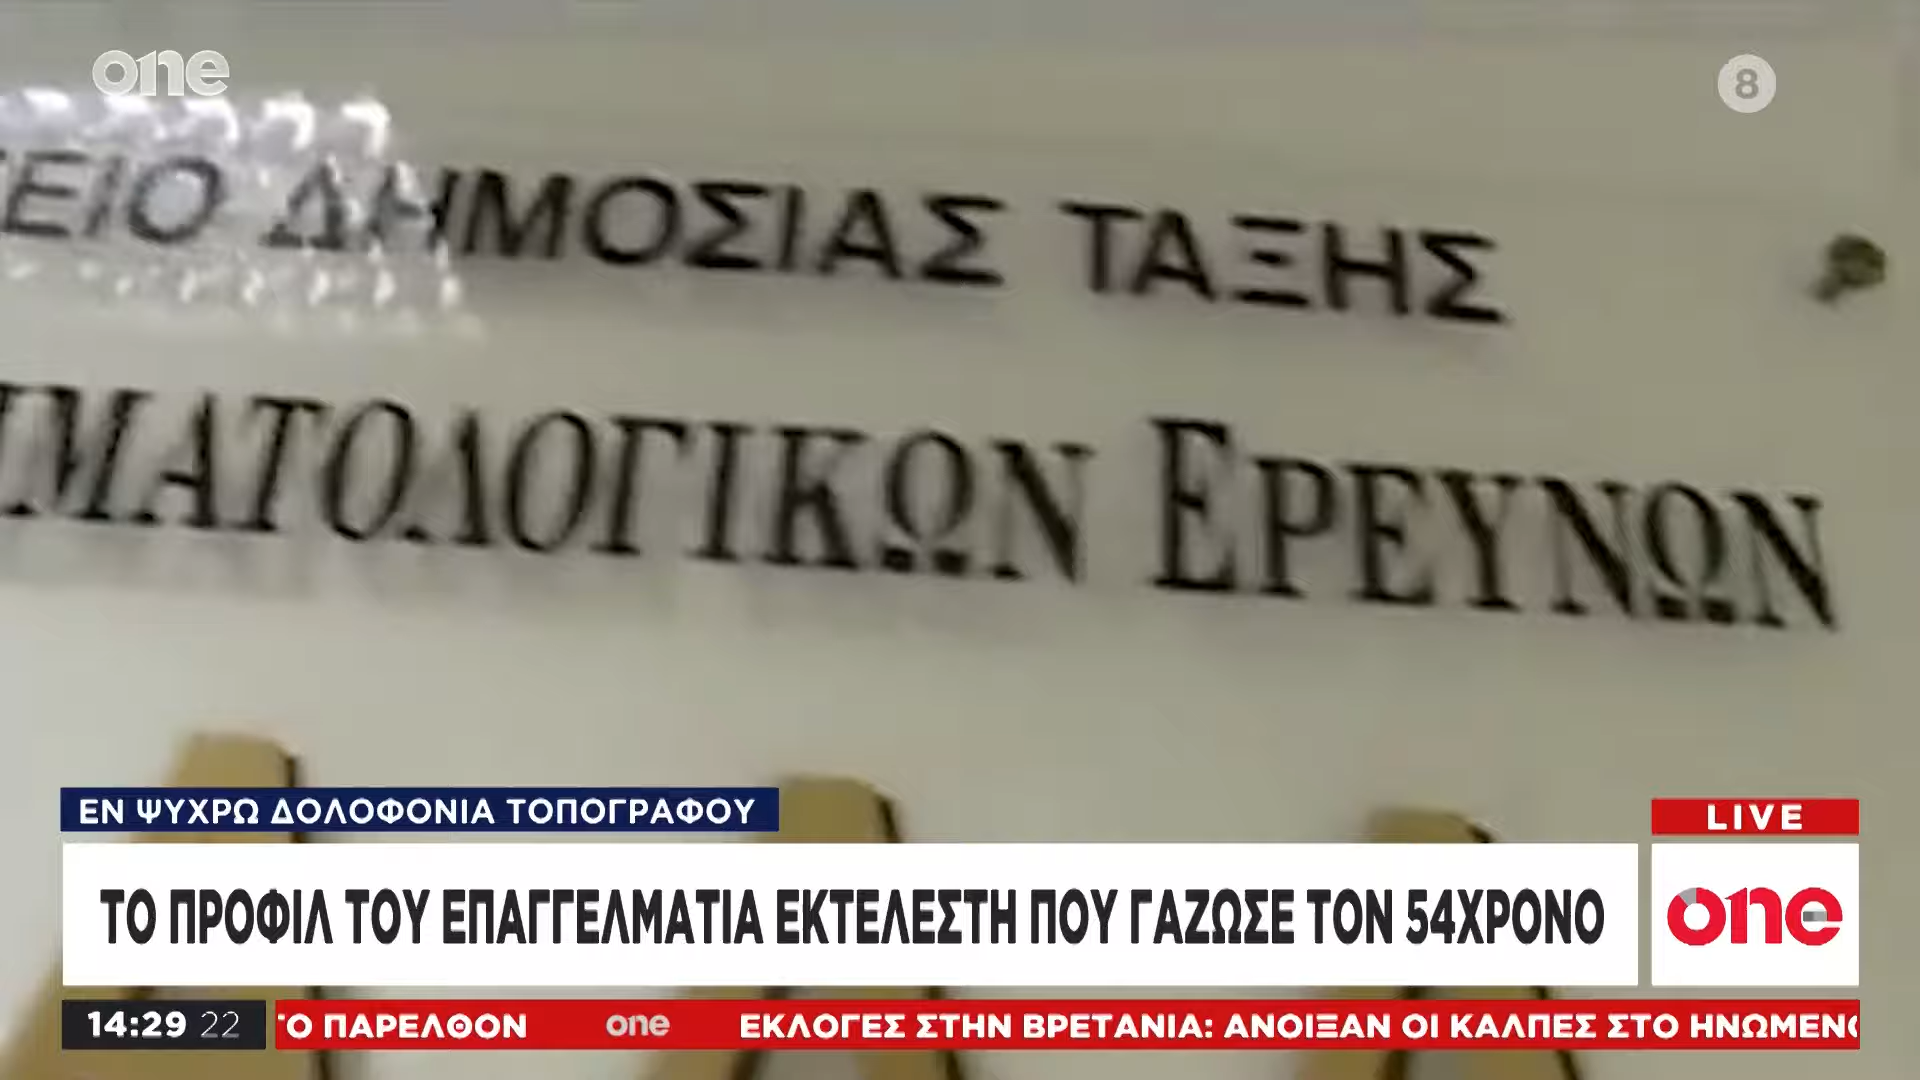 one
8
ΕΙΟ ΔΗΜΟΣΙΑΣ ΤΑΞΗΣ
ΜΑΤΟΛΟΓΙΚΩΝ ΕΡΕΥΝΩΝ
ΕΝ ΨΥΧΡΩ ΔΟΛΟΦΟΝΙΑ ΤΟΠΟΓΡΑΦΟΥ
LIVE
ΤΟ ΠΡΟΦΙΛ ΤΟΥ ΕΠΑΓΓΕΛΜΑΤΙΑ ΕΚΤΕΛΕΣΤΗ ΠΟΥ ΓΑΖΩΣΕ ΤΟΝ 54ΧΡΟΝΟ
one
14:29 22 ΤΟ ΠΑΡΕΛΘΟΝ one ΕΚΛΟΓΕΣ ΣΤΗΝ ΒΡΕΤΑΝΙΑ: ΑΝΟΙΞΑΝ ΟΙ ΚΑΛΠΕΣ ΣΤΟ ΗΝΩΜΕΝ